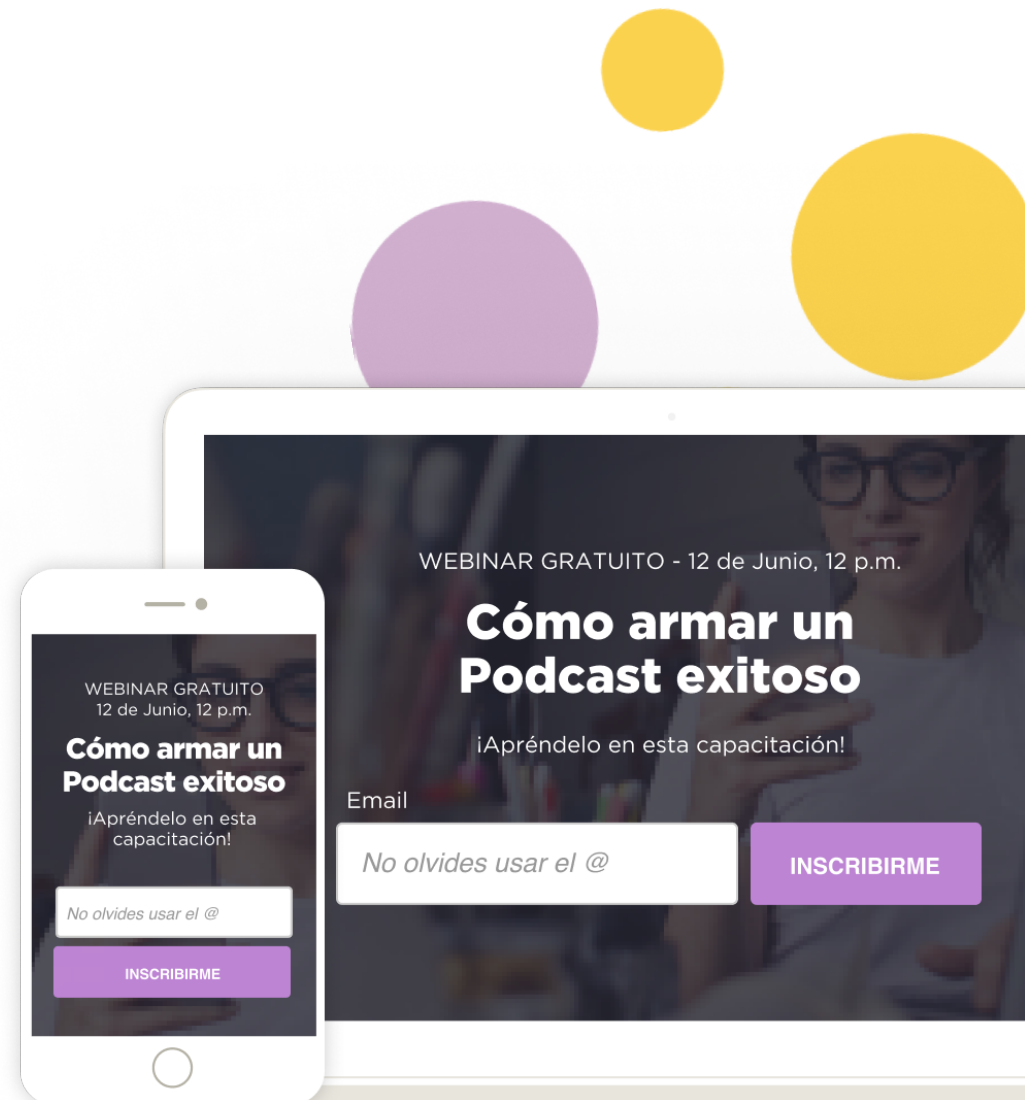 WEBINAR GRATUITO - 12 de Junio, 12 p.m.
Cómo armar un
Podcast exitoso
¡Apréndelo en esta capacitación!
Email
No olvides usar el @
INSCRIBIRME
WEBINAR GRATUITO
12 de Junio, 12 p.m.
Cómo armar un
Podcast exitoso
¡Apréndelo en esta
capacitación!
No olvides usar el @
INSCRIBIRME